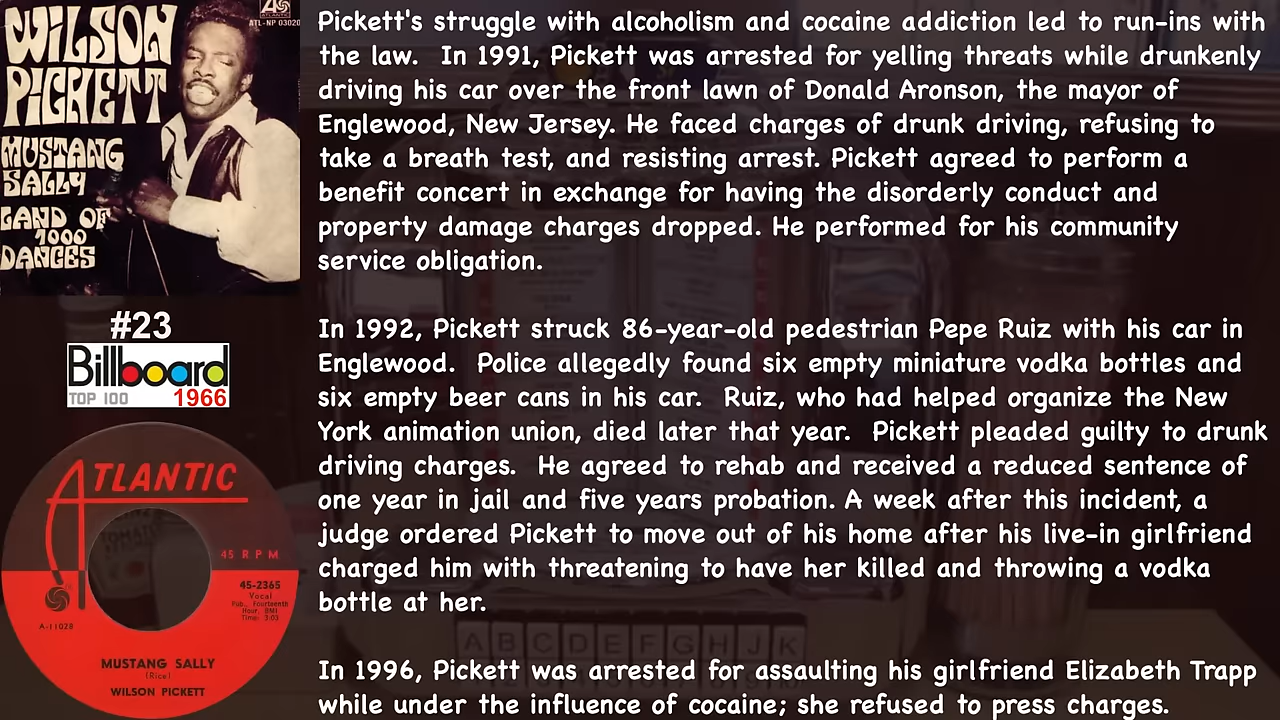 WILSON
PICKETT
ATLANTIC
ATL-NP 03020
MUSTANG
SALLY
LAND OF
1000
DANCES
#23
Billboard
TOP 100 1966
ATLANTIC
45 RPM
45-2365
Vocal
Pub., Fourteenth
Hour, BMI
Time: 3:03
A-11028
MUSTANG SALLY
(Rice)
WILSON PICKETT
Pickett's struggle with alcoholism and cocaine addiction led to run-ins with
the law.  In 1991, Pickett was arrested for yelling threats while drunkenly
driving his car over the front lawn of Donald Aronson, the mayor of
Englewood, New Jersey. He faced charges of drunk driving, refusing to
take a breath test, and resisting arrest. Pickett agreed to perform a
benefit concert in exchange for having the disorderly conduct and
property damage charges dropped. He performed for his community
service obligation.
In 1992, Pickett struck 86-year-old pedestrian Pepe Ruiz with his car in
Englewood.  Police allegedly found six empty miniature vodka bottles and
six empty beer cans in his car.  Ruiz, who had helped organize the New
York animation union, died later that year.  Pickett pleaded guilty to drunk
driving charges.  He agreed to rehab and received a reduced sentence of
one year in jail and five years probation. A week after this incident, a
judge ordered Pickett to move out of his home after his live-in girlfriend
charged him with threatening to have her killed and throwing a vodka
bottle at her.
In 1996, Pickett was arrested for assaulting his girlfriend Elizabeth Trapp
while under the influence of cocaine; she refused to press charges.
A B C D E F G H J K